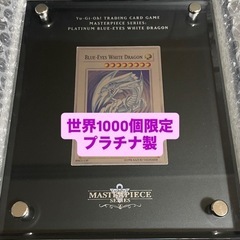 Yu-Gi-Oh! TRADING CARD GAME
MASTERPIECE SERIES:
PLATINUM BLUE-EYES WHITE DRAGON
BLUE-EYES WHITE DRAGON
世界1000個限定
プラチナ製
MASTERPIECE
SERIES